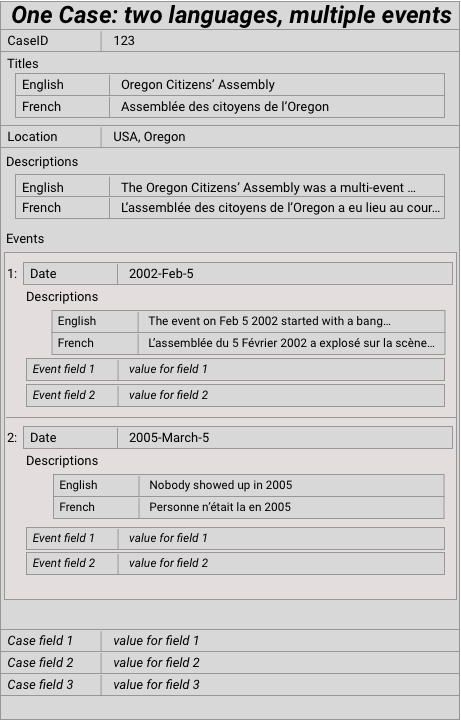 One Case: two languages, multiple events
CaseID 123
Titles
English Oregon Citizens’ Assembly
French Assemblée des citoyens de l’Oregon
Location USA, Oregon
Descriptions
English The Oregon Citizens’ Assembly was a multi-event ...
French L’assemblée des citoyens de l’Oregon a eu lieu au cour...
Events
1: Date 2002-Feb-5
Descriptions
English The event on Feb 5 2002 started with a bang...
French L’assemblée du 5 Février 2002 a explosé sur la scène...
Event field 1 value for field 1
Event field 2 value for field 2
2: Date 2005-March-5
Descriptions
English Nobody showed up in 2005
French Personne n’était la en 2005
Event field 1 value for field 1
Event field 2 value for field 2
Case field 1 value for field 1
Case field 2 value for field 2
Case field 3 value for field 3